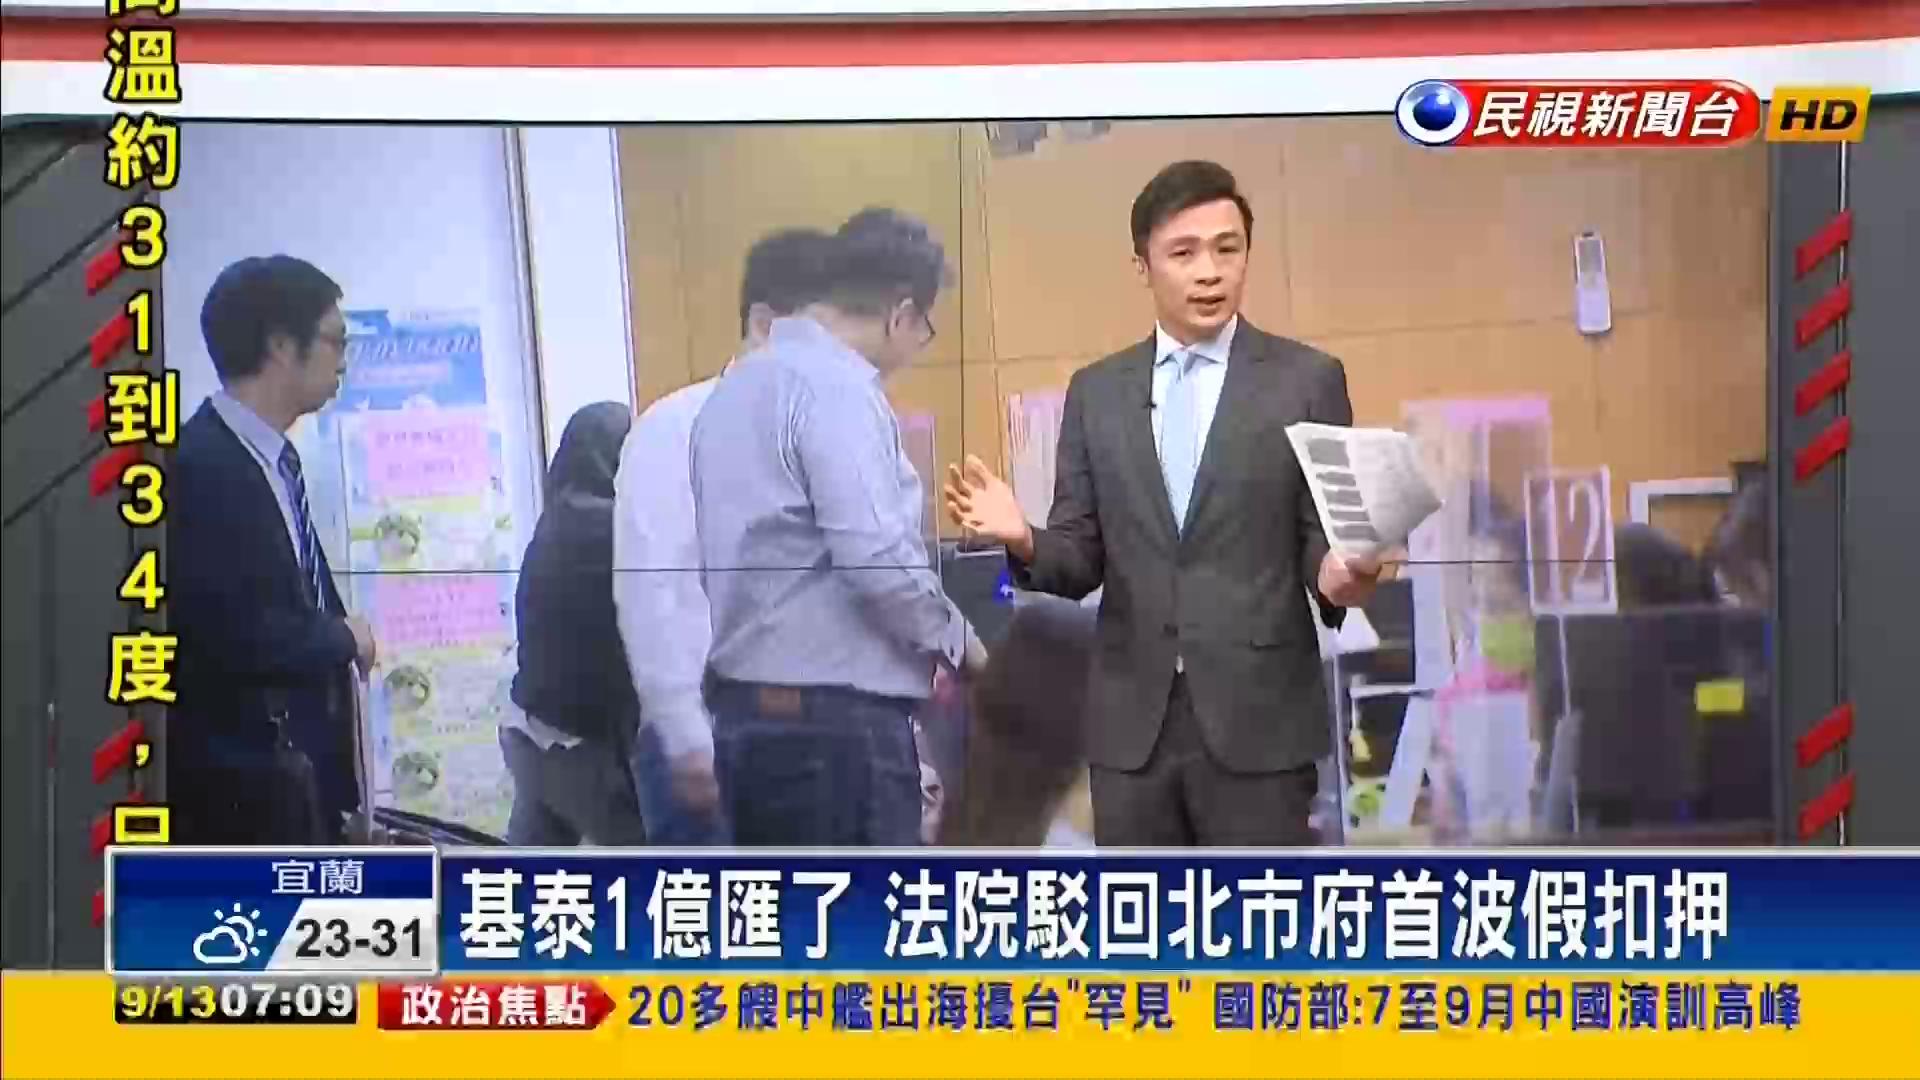 民視新聞台 HD
溫約31到34度，
12
宜蘭
23-31
基泰1億匯了 法院駁回北市府首波假扣押
9/13 07:09
政治焦點
20多艘中艦出海擾台"罕見" 國防部:7至9月中國演訓高峰